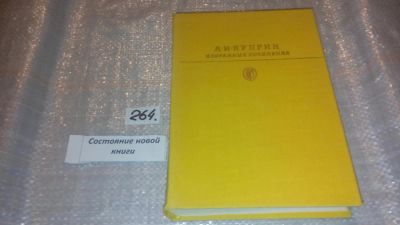 А·И·КУПРИН
ИЗБРАННЫЕ СОЧИНЕНИЯ
264.
Состояние новой
книги